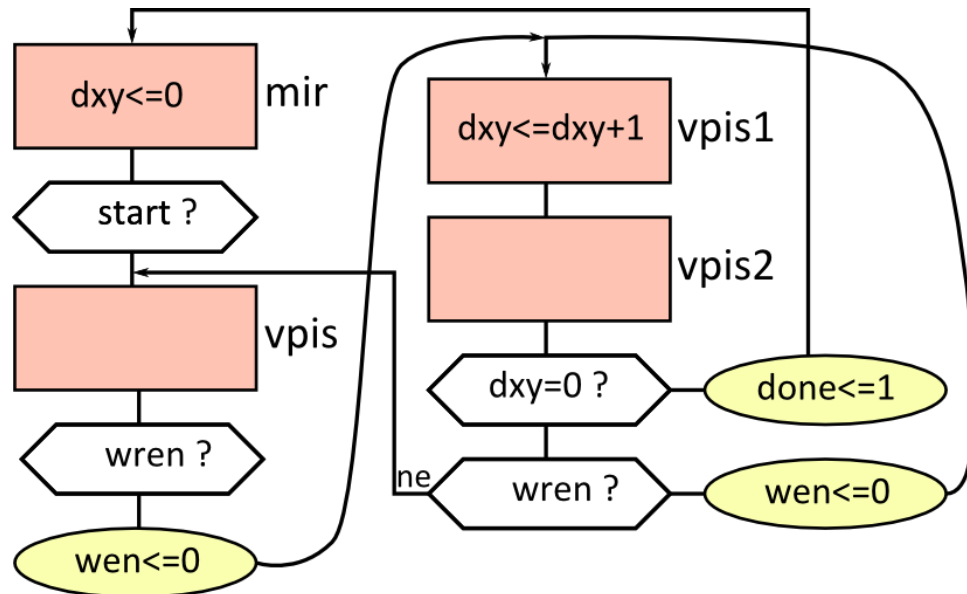 dxy<=0
mir
start ?
vpis
wren ?
wen<=0
dxy<=dxy+1
vpis1
vpis2
dxy=0 ?
done<=1
ne
wren ?
wen<=0